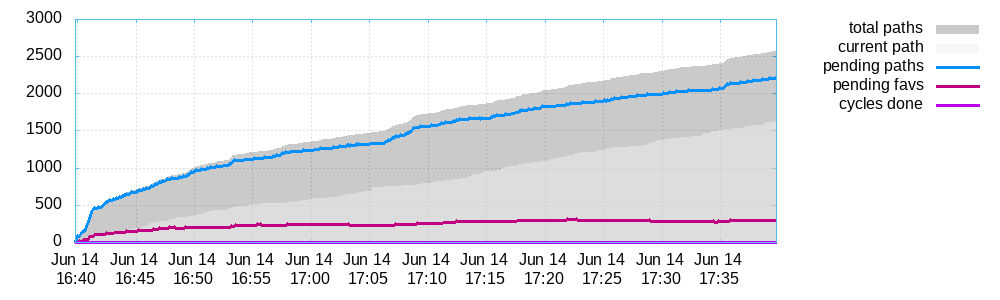 3000
2500
2000
1500
1000
500
0
Jun 14 Jun 14 Jun 14 Jun 14 Jun 14 Jun 14 Jun 14 Jun 14 Jun 14 Jun 14 Jun 14 Jun 14
16:40 16:45 16:50 16:55 17:00 17:05 17:10 17:15 17:20 17:25 17:30 17:35
total paths
current path
pending paths
pending favs
cycles done